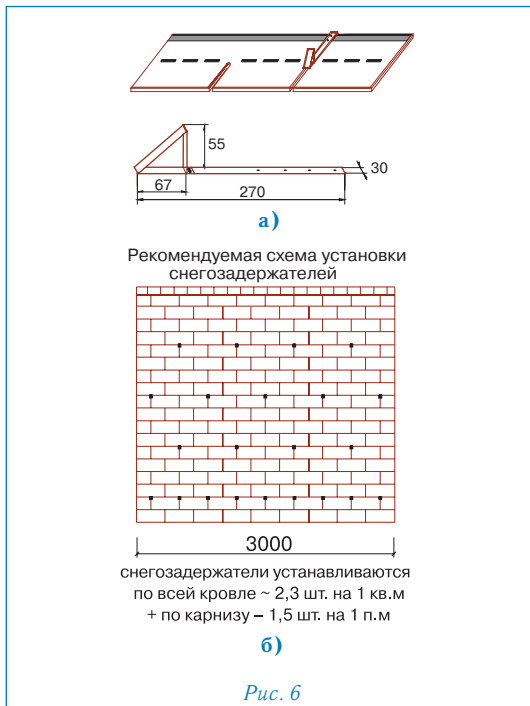 55
30
67
270
а)
Рекомендуемая схема установки
снегозадержателей
3000
снегозадержатели устанавливаются
по всей кровле ~ 2,3 шт. на 1 кв.м
+ по карнизу – 1,5 шт. на 1 п.м
б)
Рис. 6